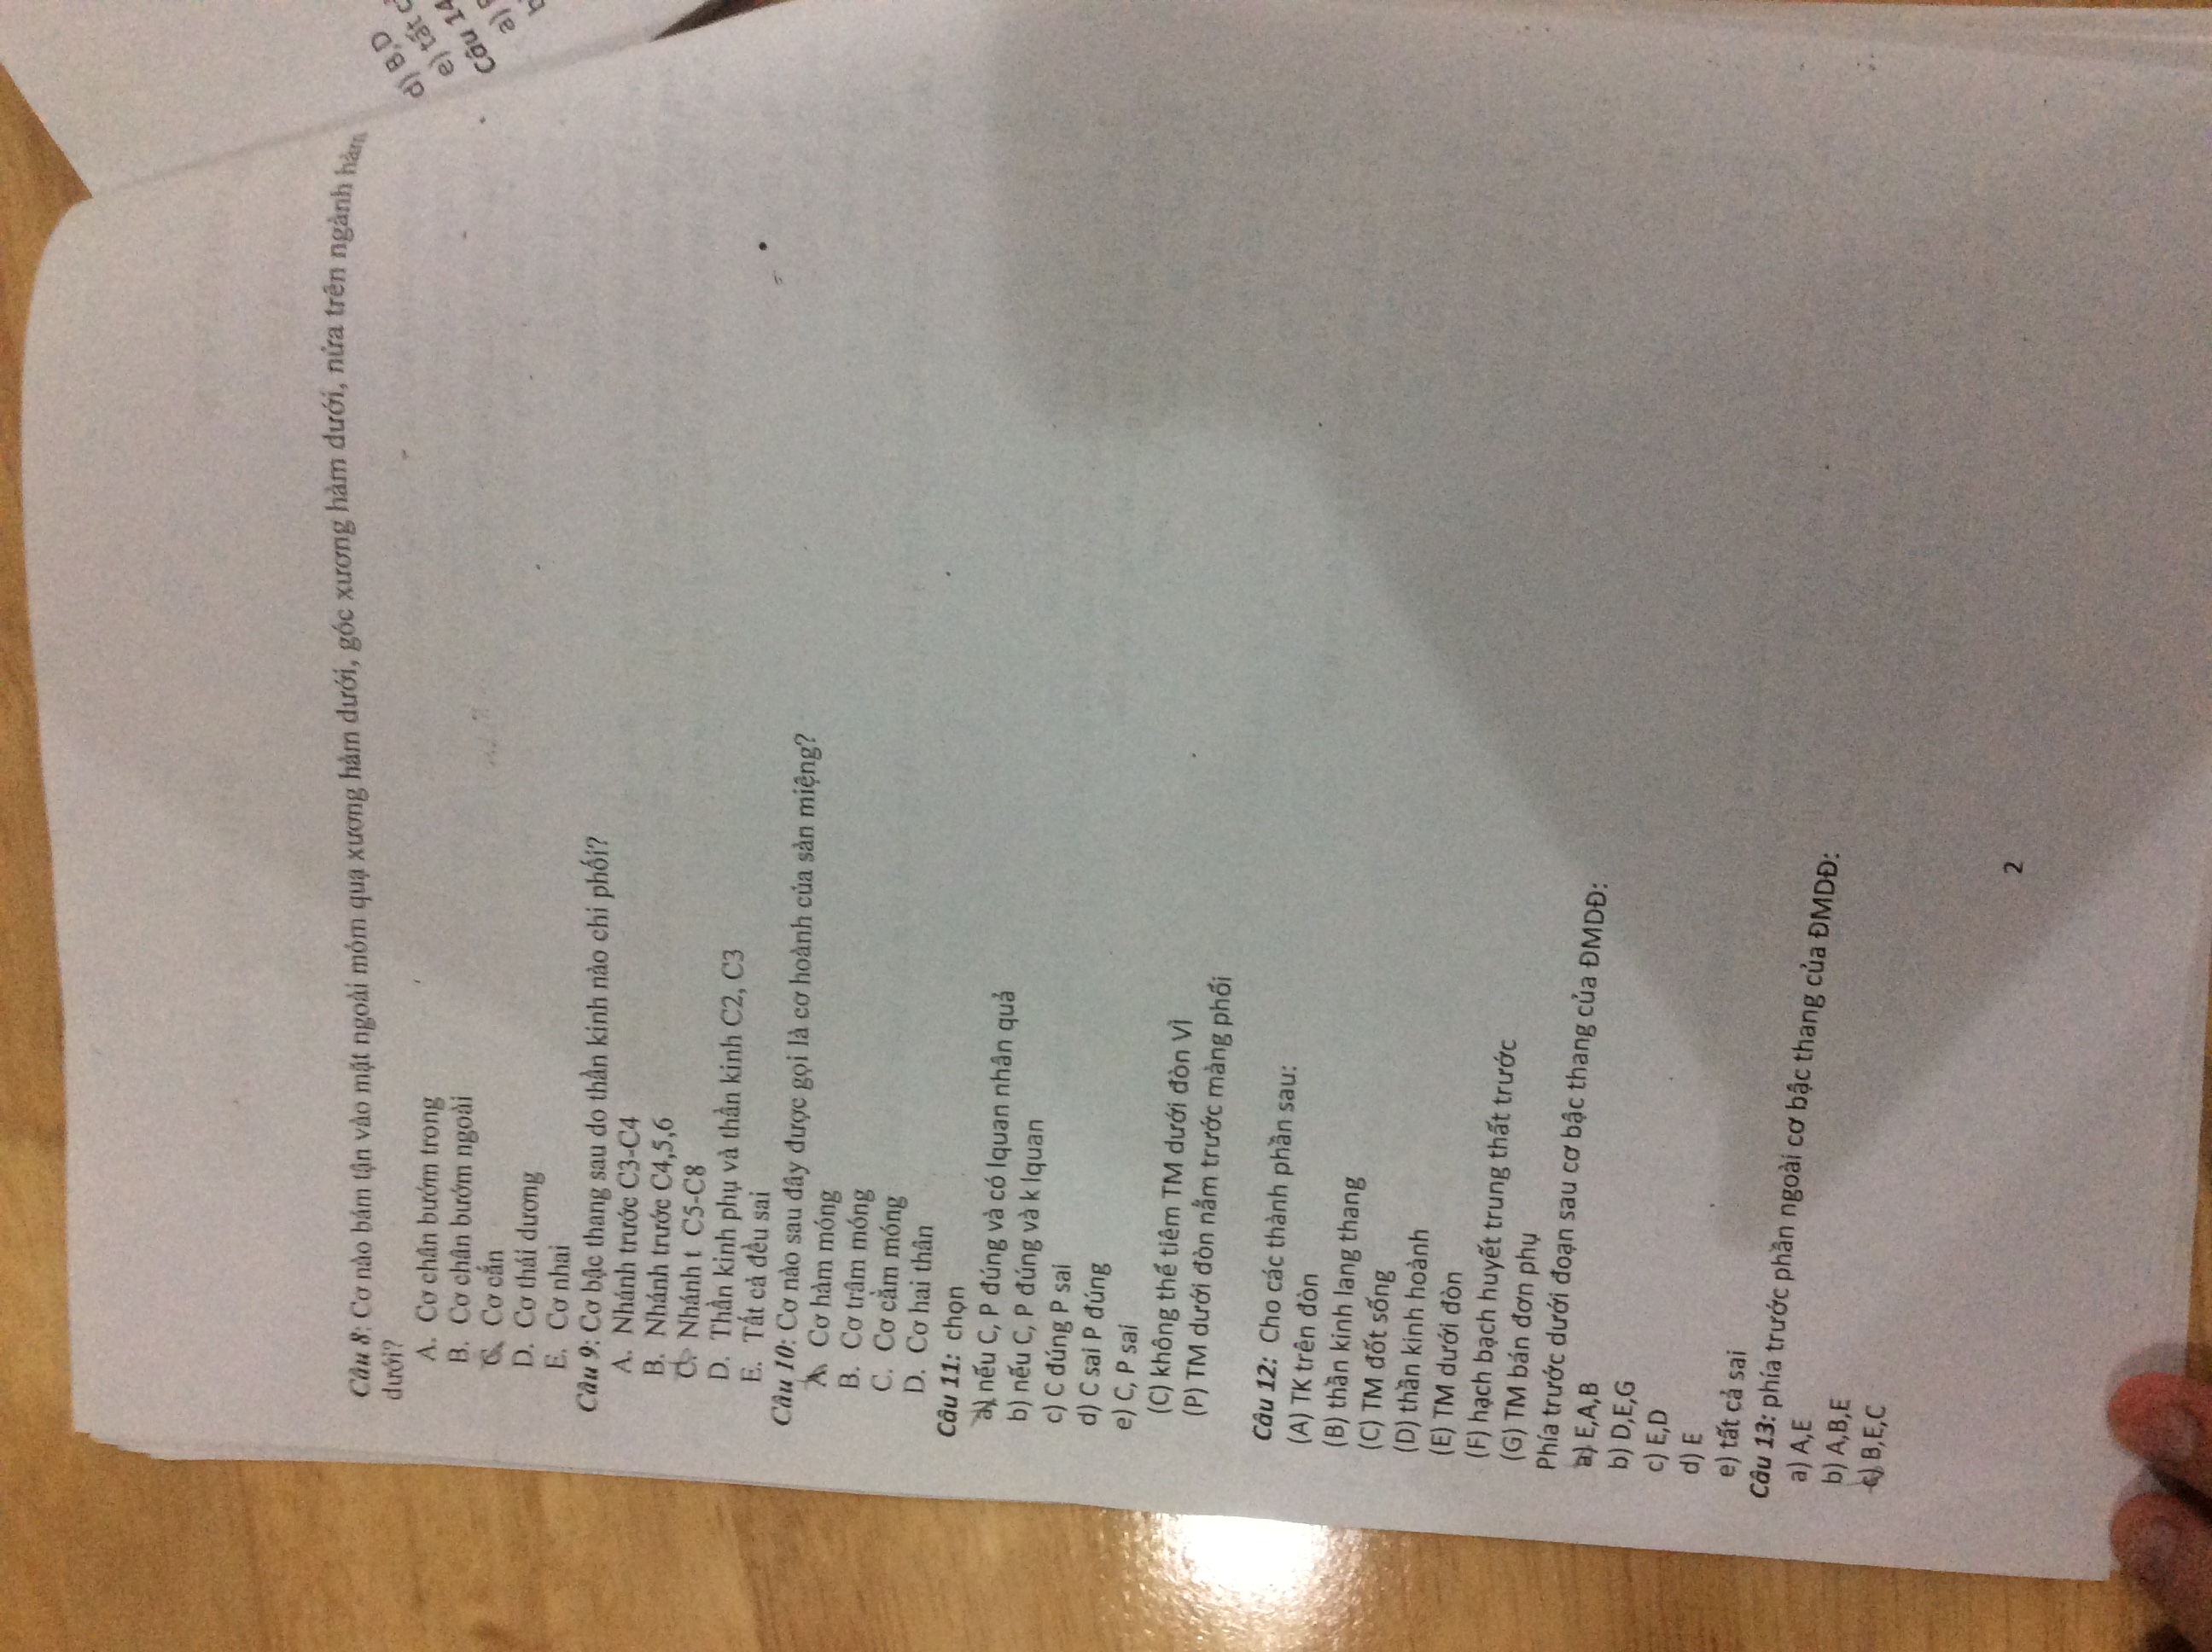 Câu 8: Cơ nào bám tận vào mặt ngoài mỏm quạ xương hàm dưới, góc xương hàm dưới, nửa trên ngành hàm
dưới?
A. Cơ chân bướm trong
B. Cơ chân bướm ngoài
C. Cơ cắn
D. Cơ thái dương
E. Cơ nhai
Câu 9: Cơ bậc thang sau do thần kinh nào chi phối?
A. Nhánh trước C3-C4
B. Nhánh trước C4,5,6
C. Nhánh t C5-C8
D. Thần kinh phụ và thần kinh C2, C3
E. Tất cả đều sai
Câu 10: Cơ nào sau đây được gọi là cơ hoành của sàn miệng?
A. Cơ hàm móng
B. Cơ trâm móng
C. Cơ cằm móng
D. Cơ hai thân
Câu 11: chọn
a) nếu C, P đúng và có lquan nhân quả
b) nếu C, P đúng và k lquan
c) C đúng P sai
d) C sai P đúng
e) C, P sai
(C) không thể tiêm TM dưới đòn VÌ
(P) TM dưới đòn nằm trước màng phổi
Câu 12: Cho các thành phần sau:
(A) TK trên đòn
(B) thần kinh lang thang
(C) TM đốt sống
(D) thần kinh hoành
(E) TM dưới đòn
(F) hạch bạch huyết trung thất trước
(G) TM bán đơn phụ
Phía trước dưới đoạn sau cơ bậc thang của ĐMDĐ:
a) E,A,B
b) D,E,G
c) E,D
d) E
e) tất cả sai
Câu 13: phía trước phần ngoài cơ bậc thang của ĐMDĐ:
a) A,E
b) A,B,E
c) B,E,C
2
d) B,D
e) tất
Câu 14
a)